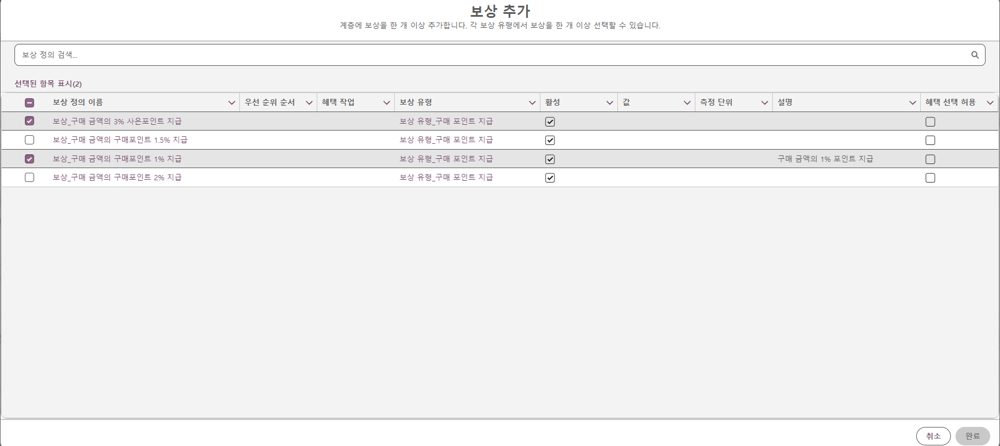 보상 추가
계층에 보상을 한 개 이상 추가합니다. 각 보상 유형에서 보상을 한 개 이상 선택할 수 있습니다.
보상 정의 검색...
선택된 항목 표시(2)
보상 정의 이름 우선 순위 순서 혜택 작업 보상 유형 활성 값 측정 단위 설명 혜택 선택 허용
보상_구매 금액의 3% 사은포인트 지급 보상 유형_구매 포인트 지급
보상_구매 금액의 구매포인트 1.5% 지급 보상 유형_구매 포인트 지급
보상_구매 금액의 구매포인트 1% 지급 보상 유형_구매 포인트 지급 구매 금액의 1% 포인트 지급
보상_구매 금액의 구매포인트 2% 지급 보상 유형_구매 포인트 지급
취소 완료